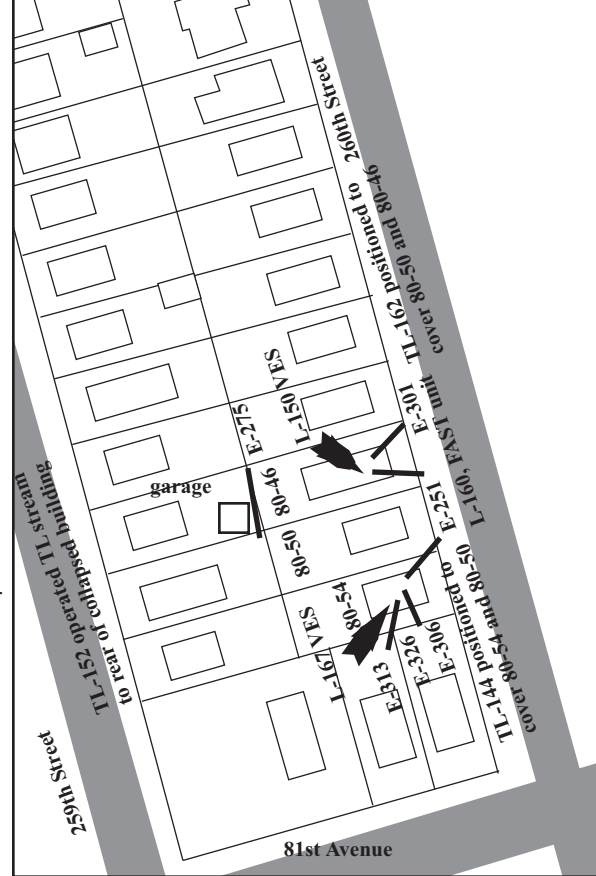 260th Street
TL-162 positioned to
cover 80-50 and 80-46
E-301
L-160, FAST unit
L-150 VES
E-275
80-46
garage
80-50
E-251
TL-152 operated TL stream
to rear of collapsed building
80-54
L-167 VES
E-313
E-326
E-306
TL-144 positioned to
cover 80-54 and 80-50
259th Street
81st Avenue